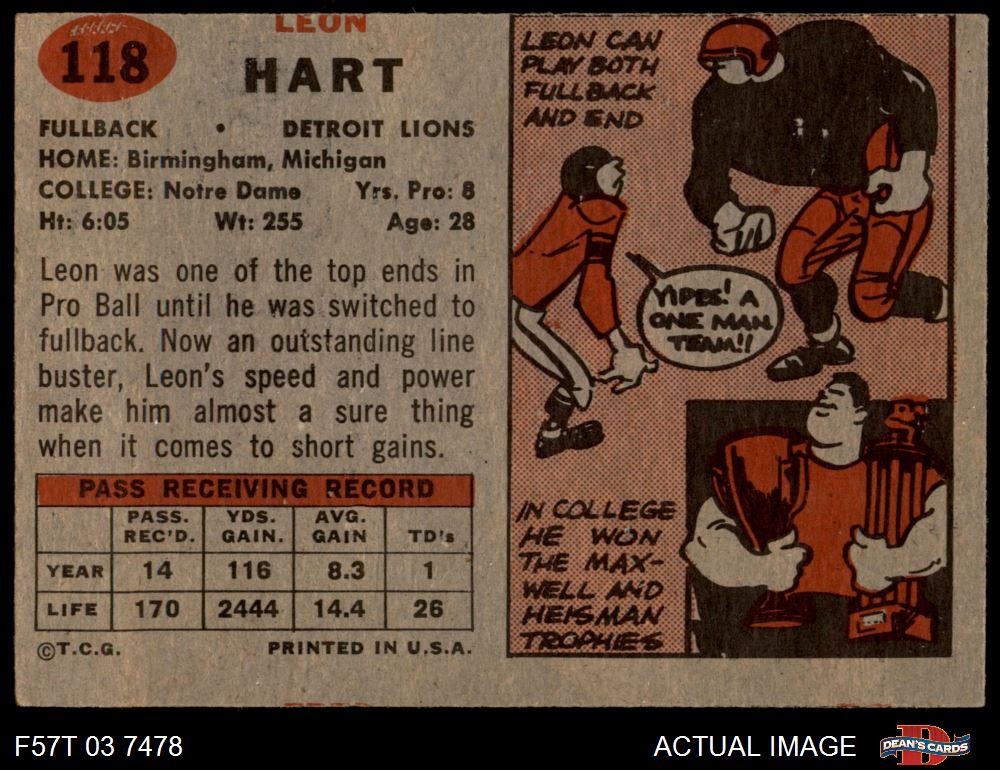 118
LEON
HART
FULLBACK • DETROIT LIONS
HOME: Birmingham, Michigan
COLLEGE: Notre Dame Yrs. Pro: 8
Ht: 6:05 Wt: 255 Age: 28
Leon was one of the top ends in
Pro Ball until he was switched to
fullback. Now an outstanding line
buster, Leon's speed and power
make him almost a sure thing
when it comes to short gains.
PASS RECEIVING RECORD
PASS. REC'D. YDS. GAIN. AVG. GAIN TD's
YEAR 14 116 8.3 1
LIFE 170 2444 14.4 26
©T.C.G. PRINTED IN U.S.A.
LEON CAN
PLAY BOTH
FULLBACK
AND END
YIPES! A
ONE MAN
TEAM!!
IN COLLEGE
HE WON
THE MAX-
WELL AND
HEISMAN
TROPHIES
F57T 03 7478
ACTUAL IMAGE
DEAN'S CARDS